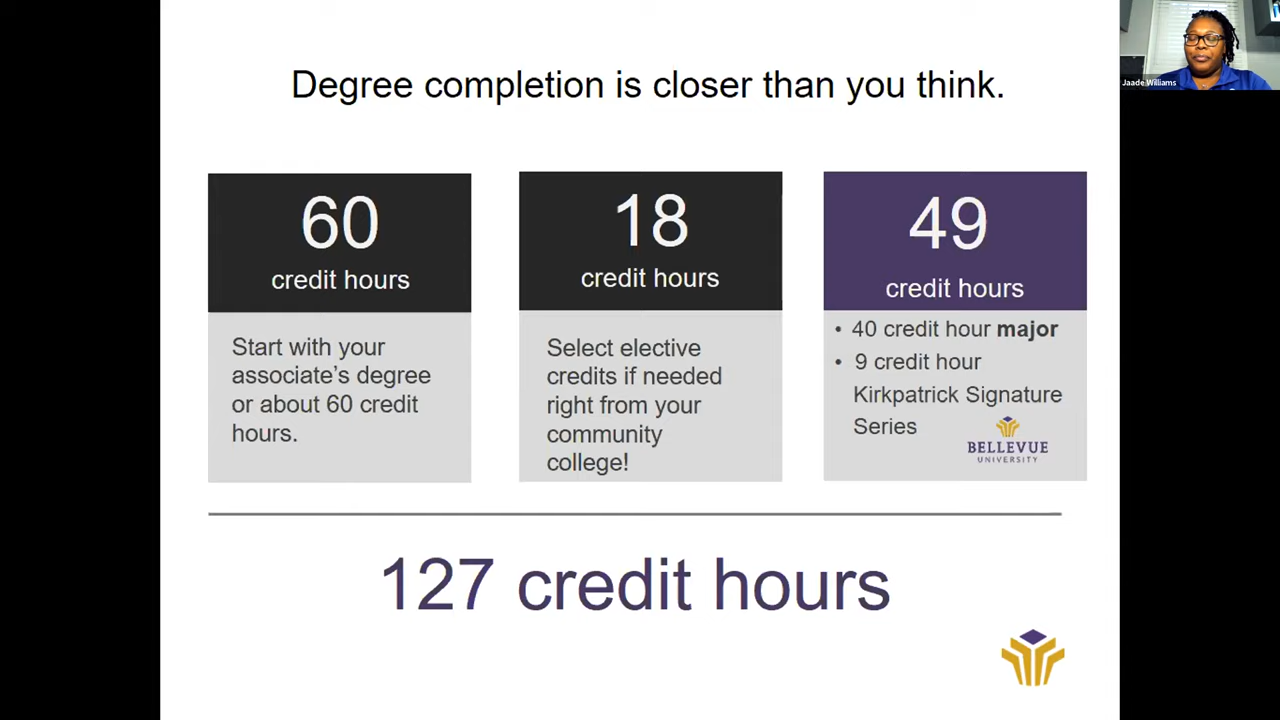 Jaade Williams
Degree completion is closer than you think.
60
credit hours
Start with your
associate’s degree
or about 60 credit
hours.
18
credit hours
Select elective
credits if needed
right from your
community
college!
49
credit hours
• 40 credit hour major
• 9 credit hour
Kirkpatrick Signature
Series
BELLEVUE
UNIVERSITY
127 credit hours